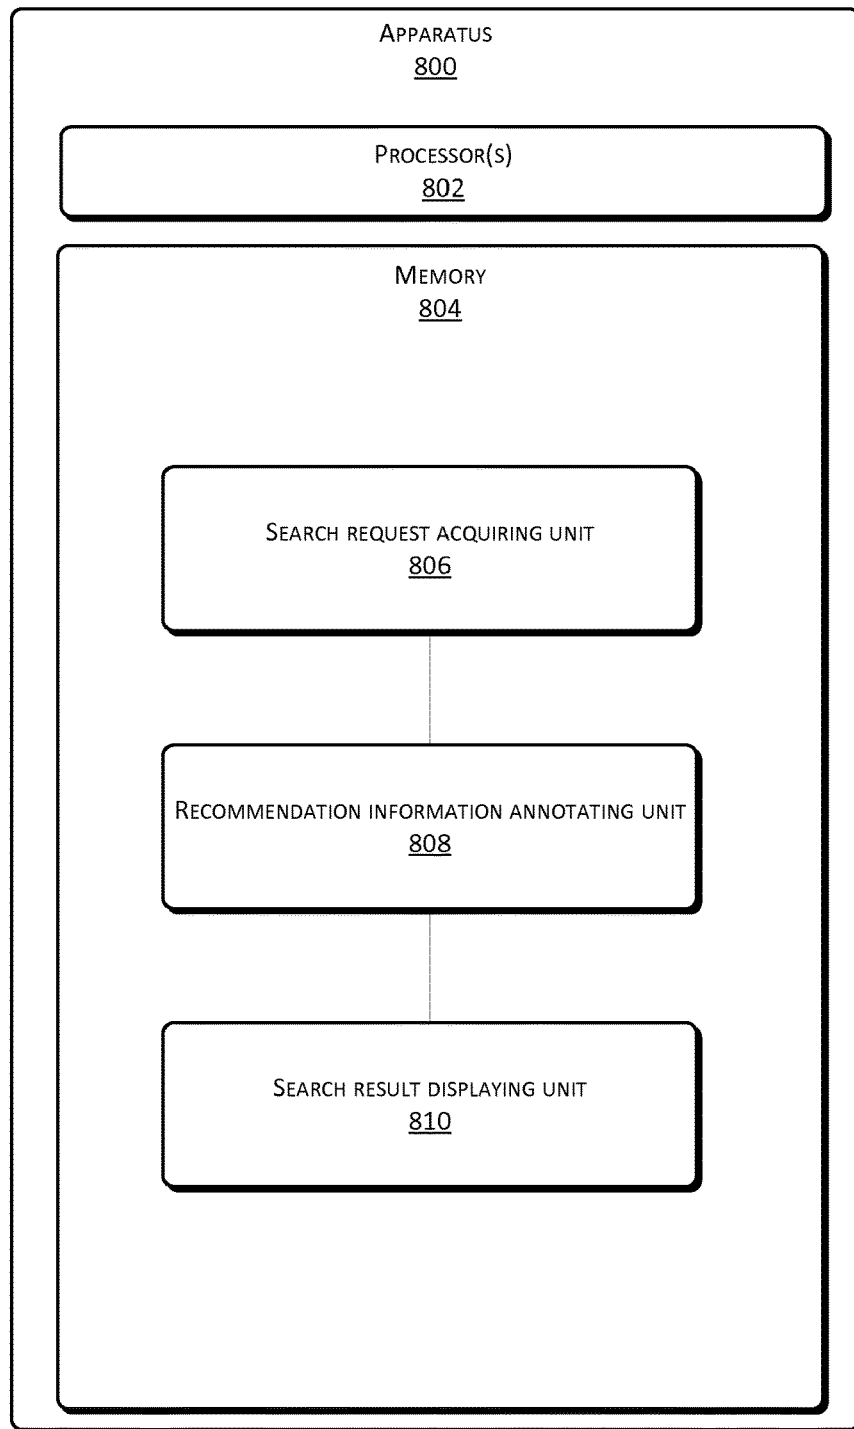 APPARATUS
800
PROCESSOR(S)
802
MEMORY
804
SEARCH REQUEST ACQUIRING UNIT
806
RECOMMENDATION INFORMATION ANNOTATING UNIT
808
SEARCH RESULT DISPLAYING UNIT
810